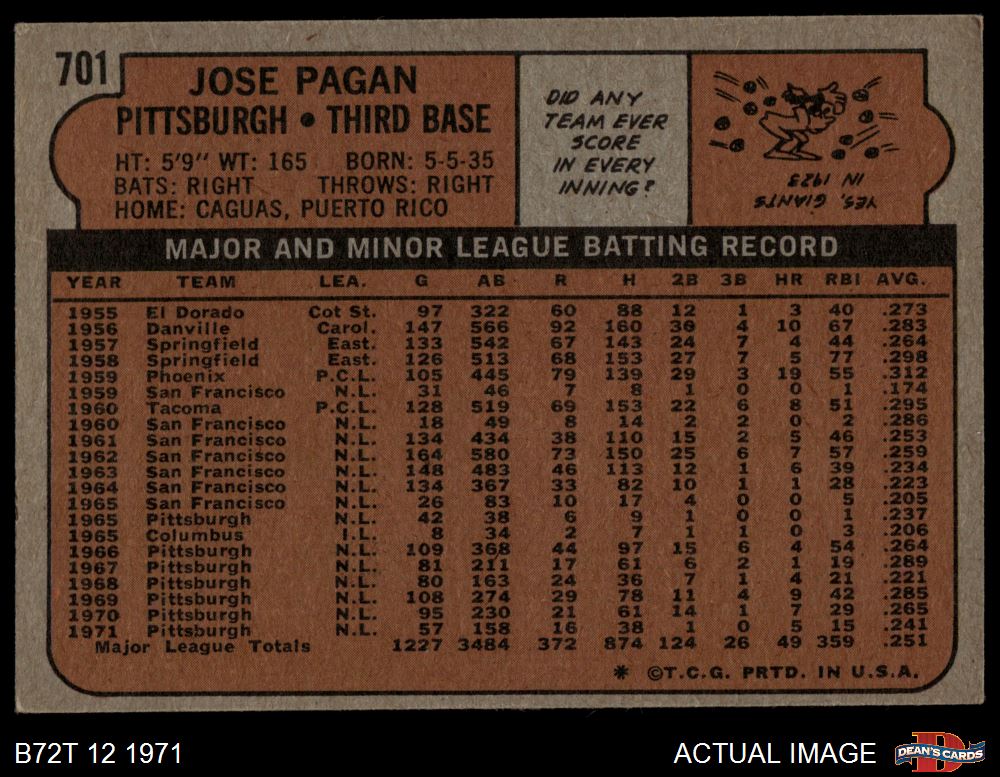 701
JOSE PAGAN
PITTSBURGH • THIRD BASE
HT: 5'9" WT: 165 BORN: 5-5-35
BATS: RIGHT THROWS: RIGHT
HOME: CAGUAS, PUERTO RICO
DID ANY
TEAM EVER
SCORE
IN EVERY
INNING?
YES, GIANTS
IN 1923
MAJOR AND MINOR LEAGUE BATTING RECORD
YEAR TEAM LEA. G AB R H 2B 3B HR RBI AVG.
1955 El Dorado Cot St. 97 322 60 88 12 1 3 40 .273
1956 Danville Carol. 147 566 92 160 30 4 10 67 .283
1957 Springfield East. 133 542 67 143 24 7 4 44 .264
1958 Springfield East. 126 513 68 153 27 7 5 77 .298
1959 Phoenix P.C.L. 105 445 79 139 29 3 19 55 .312
1959 San Francisco N.L. 31 46 7 8 1 0 0 1 .174
1960 Tacoma P.C.L. 128 519 69 153 22 6 8 51 .295
1960 San Francisco N.L. 18 49 8 14 2 2 0 2 .286
1961 San Francisco N.L. 134 434 38 110 15 2 5 46 .253
1962 San Francisco N.L. 164 580 73 150 25 6 7 57 .259
1963 San Francisco N.L. 148 483 46 113 12 1 6 39 .234
1964 San Francisco N.L. 134 367 33 82 10 1 1 28 .223
1965 San Francisco N.L. 26 83 10 17 4 0 0 5 .205
1965 Pittsburgh N.L. 42 38 6 9 1 0 0 1 .237
1965 Columbus I.L. 8 34 2 7 1 1 0 3 .206
1966 Pittsburgh N.L. 109 368 44 97 15 6 4 54 .264
1967 Pittsburgh N.L. 81 211 17 61 6 2 1 19 .289
1968 Pittsburgh N.L. 80 163 24 36 7 1 4 21 .221
1969 Pittsburgh N.L. 108 274 29 78 11 4 9 42 .285
1970 Pittsburgh N.L. 95 230 21 61 14 1 7 29 .265
1971 Pittsburgh N.L. 57 158 16 38 1 0 5 15 .241
Major League Totals 1227 3484 372 874 124 26 49 359 .251
* ©T.C.G. PRTD. IN U.S.A.
B72T 12 1971
ACTUAL IMAGE
DEAN'S CARDS